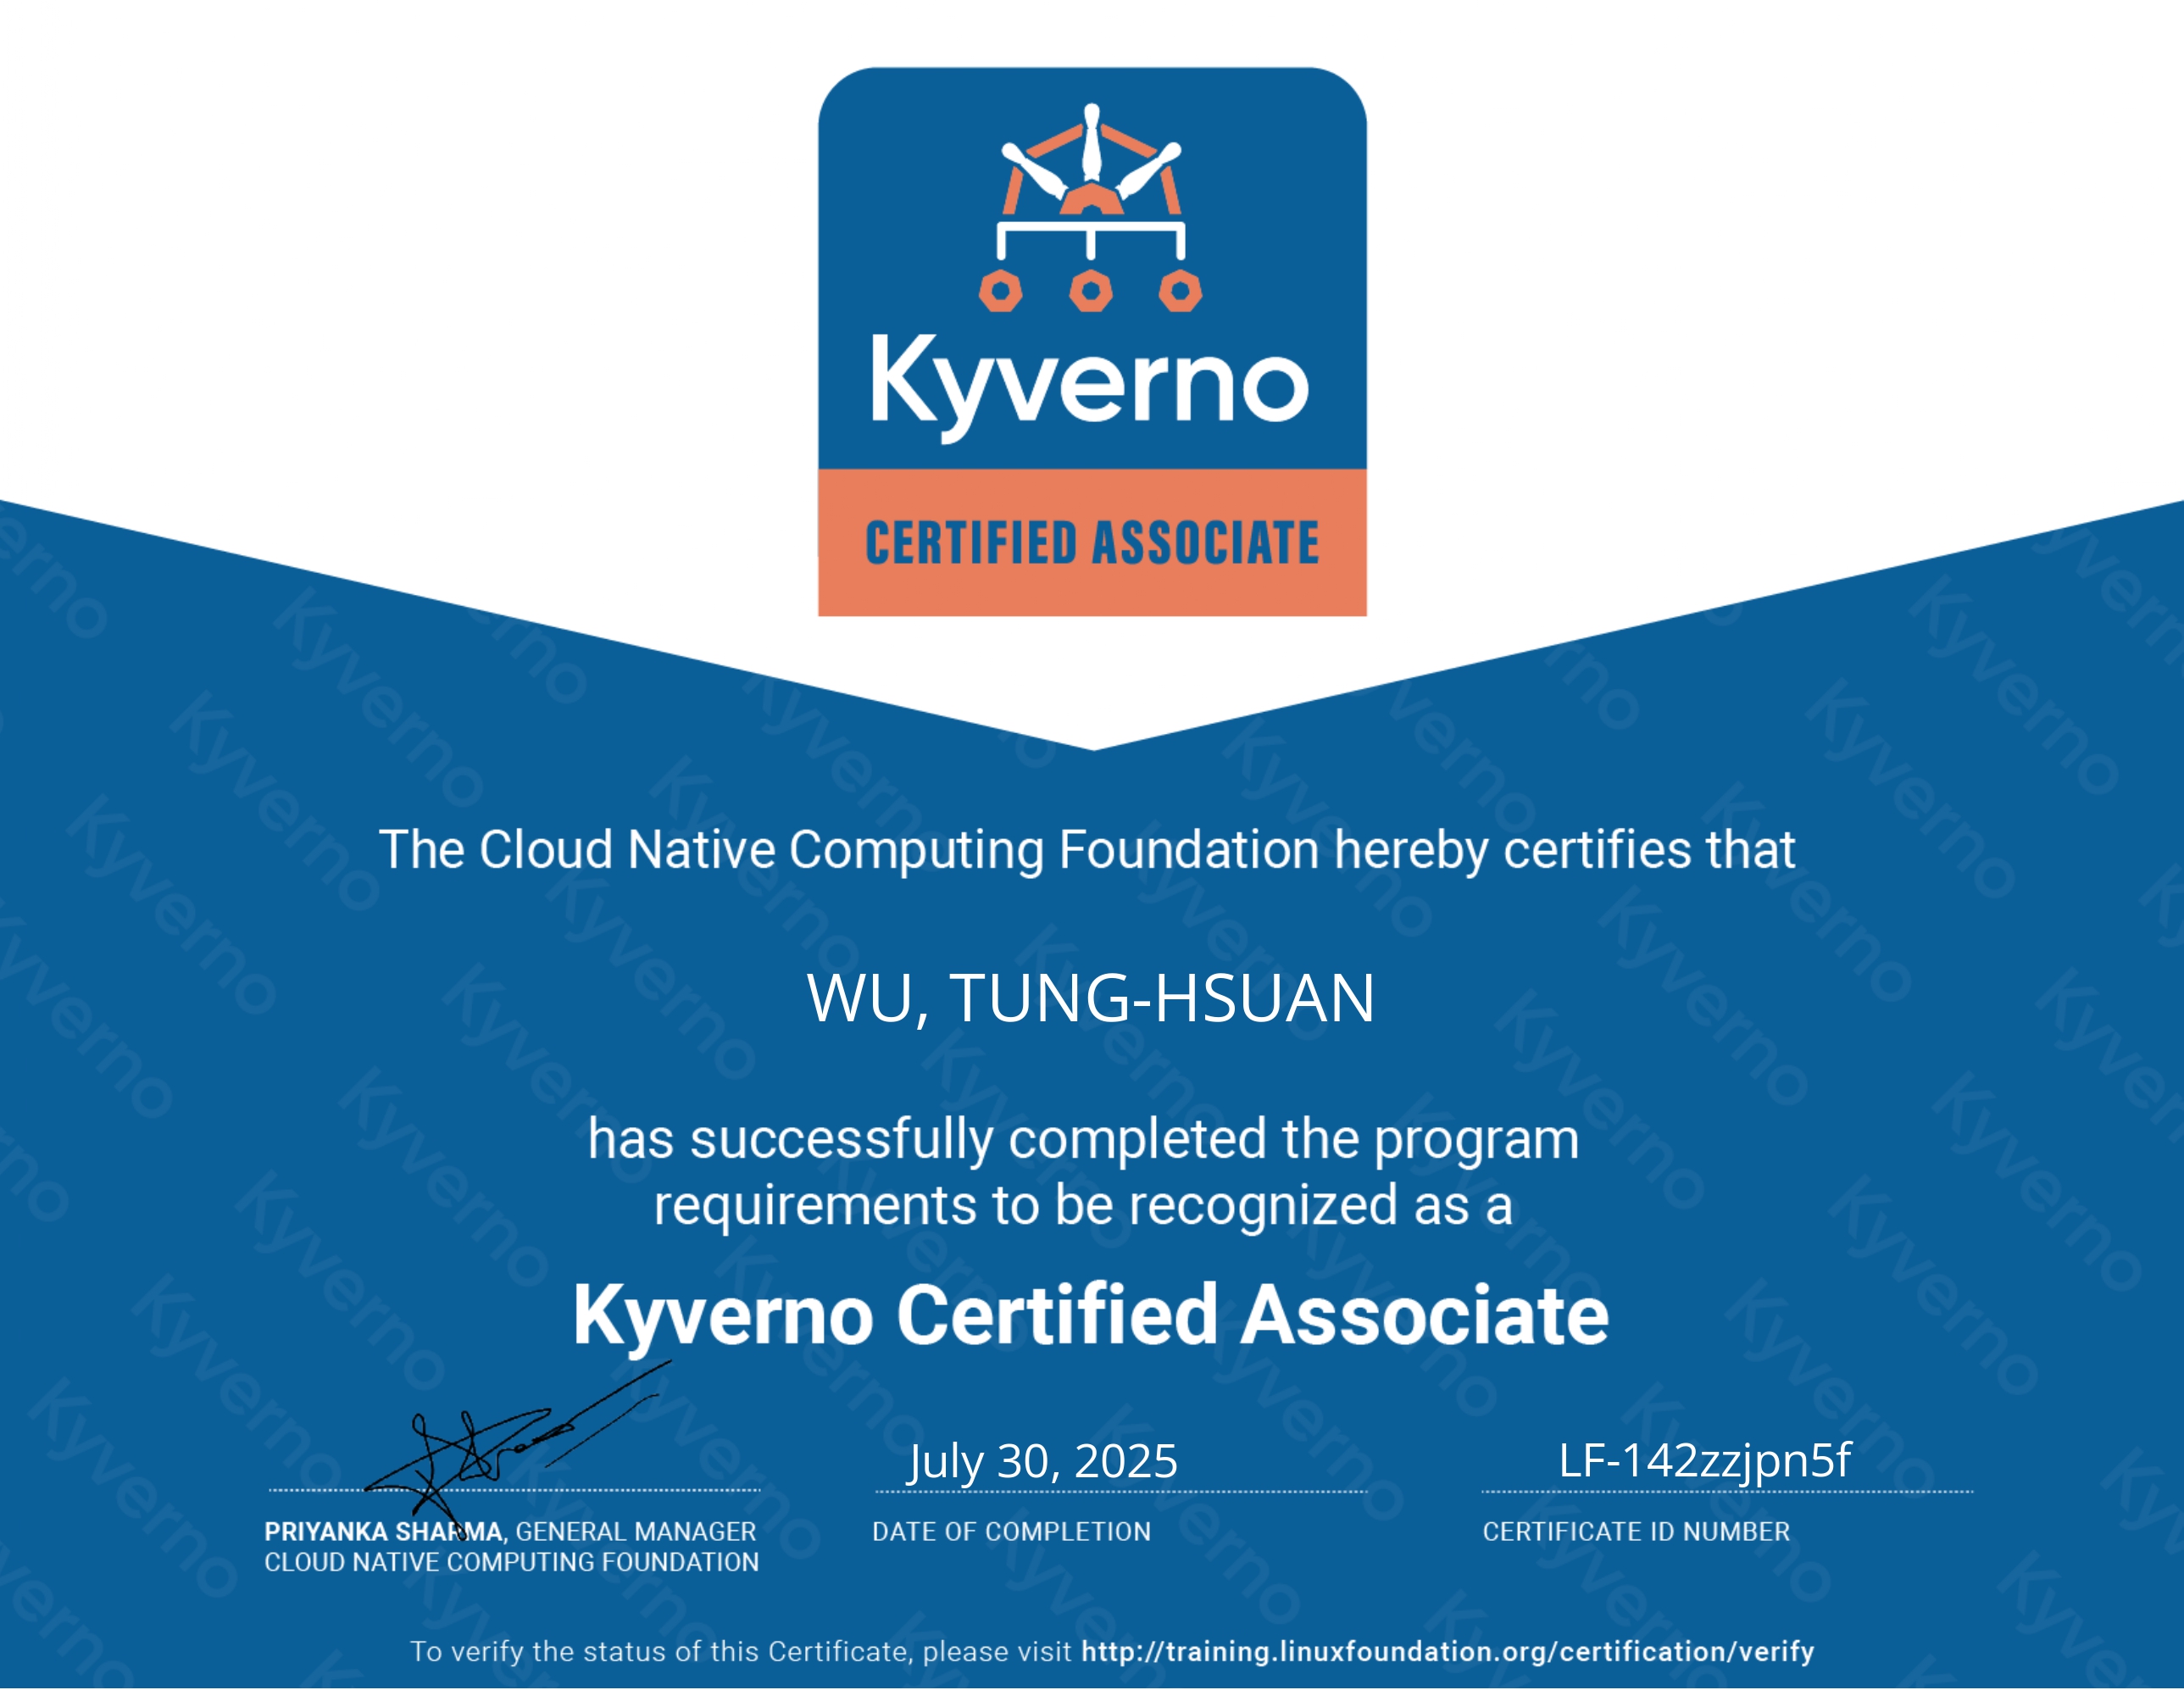 Kyverno
CERTIFIED ASSOCIATE
The Cloud Native Computing Foundation hereby certifies that
WU, TUNG-HSUAN
has successfully completed the program
requirements to be recognized as a
Kyverno Certified Associate
July 30, 2025
LF-142zzjpn5f
PRIYANKA SHARMA, GENERAL MANAGER
CLOUD NATIVE COMPUTING FOUNDATION
DATE OF COMPLETION
CERTIFICATE ID NUMBER
To verify the status of this Certificate, please visit http://training.linuxfoundation.org/certification/verify